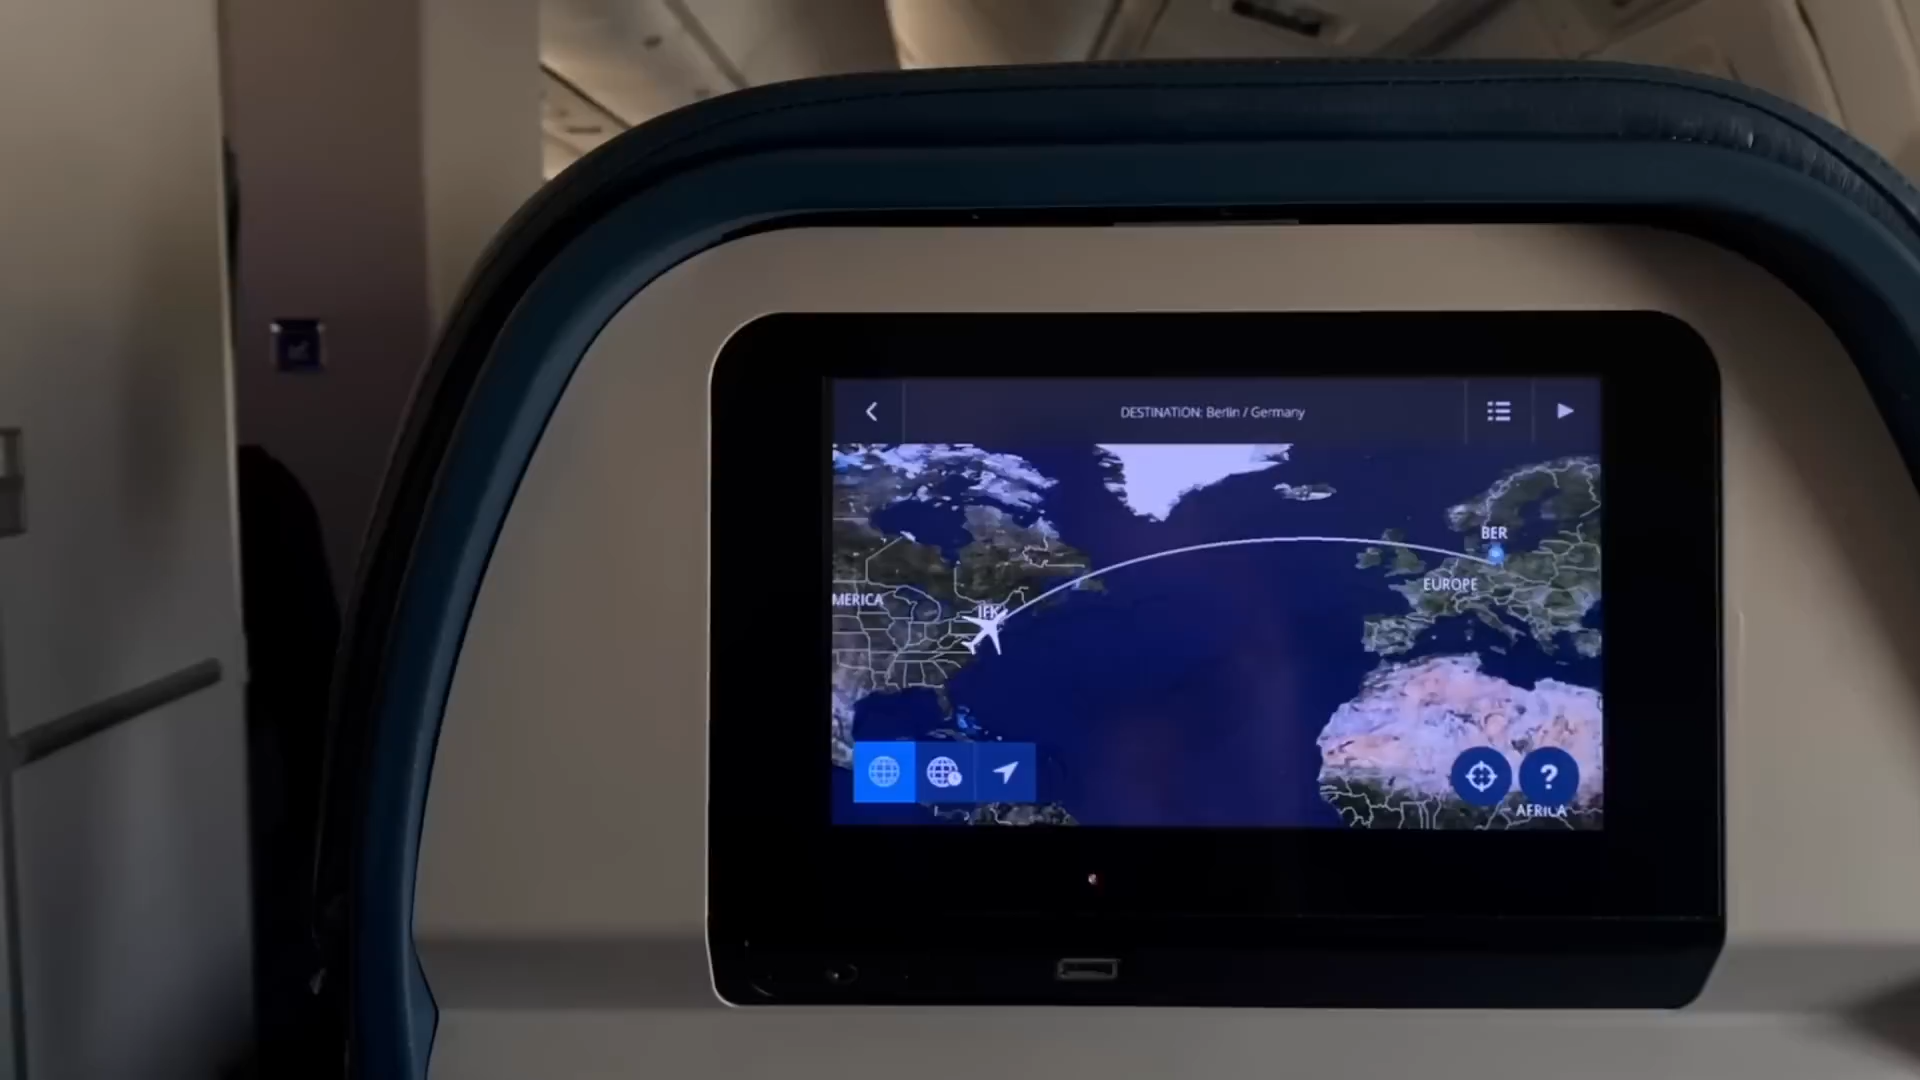 DESTINATION: Berlin / Germany
BER
EUROPE
MERICA
JFK
?
AFRICA